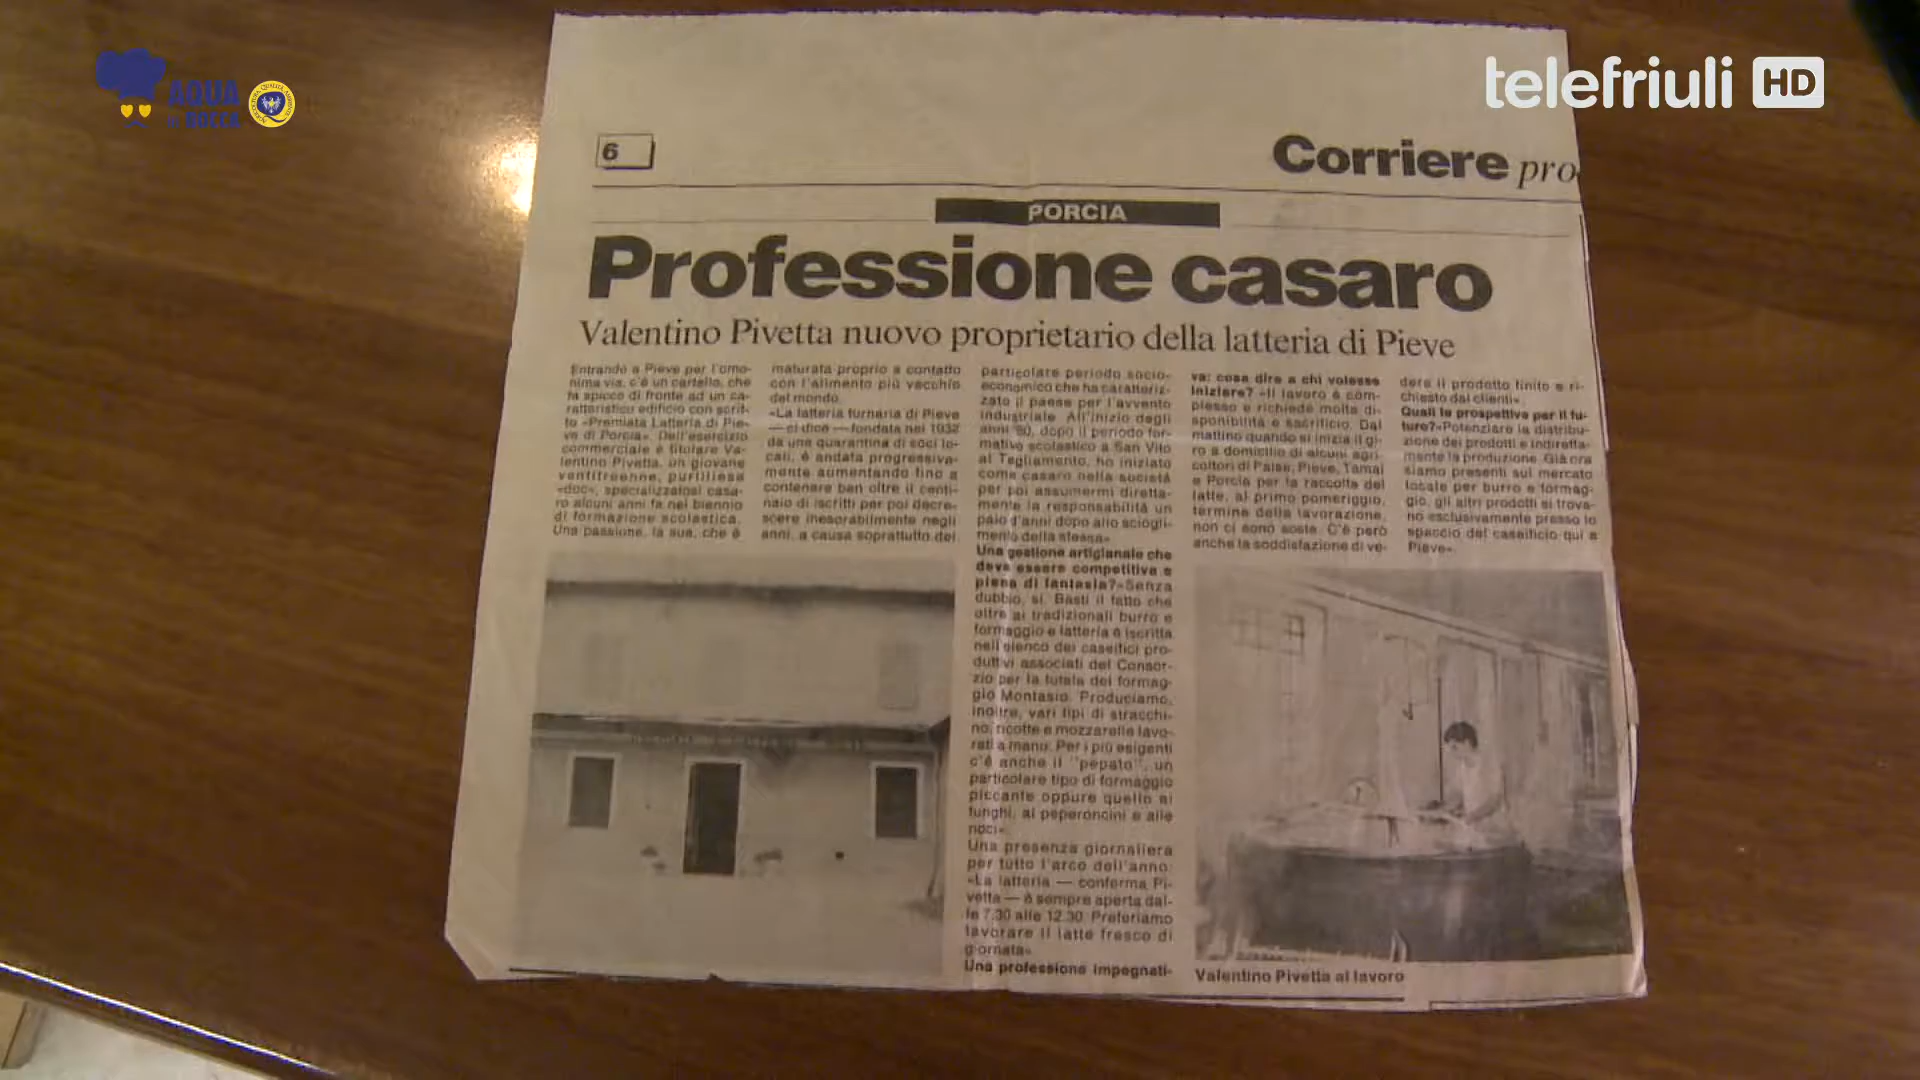 AQUA
in BOCCA
telefriuli HD
6
Corriere pro
PORCIA
Professione casaro
Valentino Pivetta nuovo proprietario della latteria di Pieve
Entrando a Pieve per l'omo-
nima via, c'è un cartello, che
fa spicco di fronte ad un ca-
ratteristico edificio con scrit-
to «Premiata Latteria di Pie-
ve di Porcia». Dell'esercizio
commerciale è titolare Va-
lentino Pivetta, un giovane
ventitreenne, purliliese
«doc», specializzatosi casa-
ro alcuni anni fa nel biennio
di formazione scolastica.
Una passione, la sua, che è
maturata proprio a contatto
con l'alimento più vecchio
del mondo.
«La latteria turnaria di Pieve
— ci dice — fondata nel 1932
da una quarantina di soci lo-
cali, è andata progressiva-
mente aumentando fino a
contenere ben oltre il centi-
naio di iscritti per poi decre-
scere inesorabilmente negli
anni, a causa soprattutto del
particolare periodo socio-
economico che ha caratteriz-
zato il paese per l'avvento
industriale. All'inizio degli
anni '80, dopo il periodo for-
mativo scolastico a San Vito
al Tagliamento, ho iniziato
come casaro nella società
per poi assumermi diretta-
mente la responsabilità un
paio d'anni dopo allo sciogli-
mento della stessa»
Una gestione artigianale che
deve essere competitiva e
piena di fantasia?«Senza
dubbio, sì. Basti il fatto che
oltre ai tradizionali burro e
formaggio e latteria è iscritta
nell'elenco dei caseifici pro-
duttivi associati del Consor-
zio per la tutela del formag-
gio Montasio. Produciamo,
inoltre, vari tipi di stracchi-
no, ricotte e mozzarelle lavo-
rati a mano. Per i più esigenti
c'è anche il "pepato", un
particolare tipo di formaggio
piccante oppure quello ai
funghi, ai peperoncini e alle
noci».
Una presenza giornaliera
per tutto l'arco dell'anno:
«La latteria — conferma Pi-
vetta — è sempre aperta dal-
le 7.30 alle 12.30. Preferiamo
lavorare il latte fresco di
giornata»
Una professione impegnati-
va: cosa dire a chi volesse
iniziare? «Il lavoro è com-
plesso e richiede molta di-
sponibilità e sacrificio. Dal
mattino quando si inizia il gi-
ro a domicilio di alcuni agri-
coltori di Palse, Pieve, Tamai
e Porcia per la raccolta del
latte, al primo pomeriggio,
termine della lavorazione,
non ci sono soste. C'è però
anche la soddisfazione di ve-
dere il prodotto finito e ri-
chiesto dai clienti».
Quali le prospettive per il fu-
turo?«Potenziare la distribu-
zione dei prodotti e indiretta-
mente la produzione. Già ora
siamo presenti sul mercato
locale per burro e formag-
gio, gli altri prodotti si trova-
no esclusivamente presso lo
spaccio del caseificio qui a
Pieve».
Valentino Pivetta al lavoro